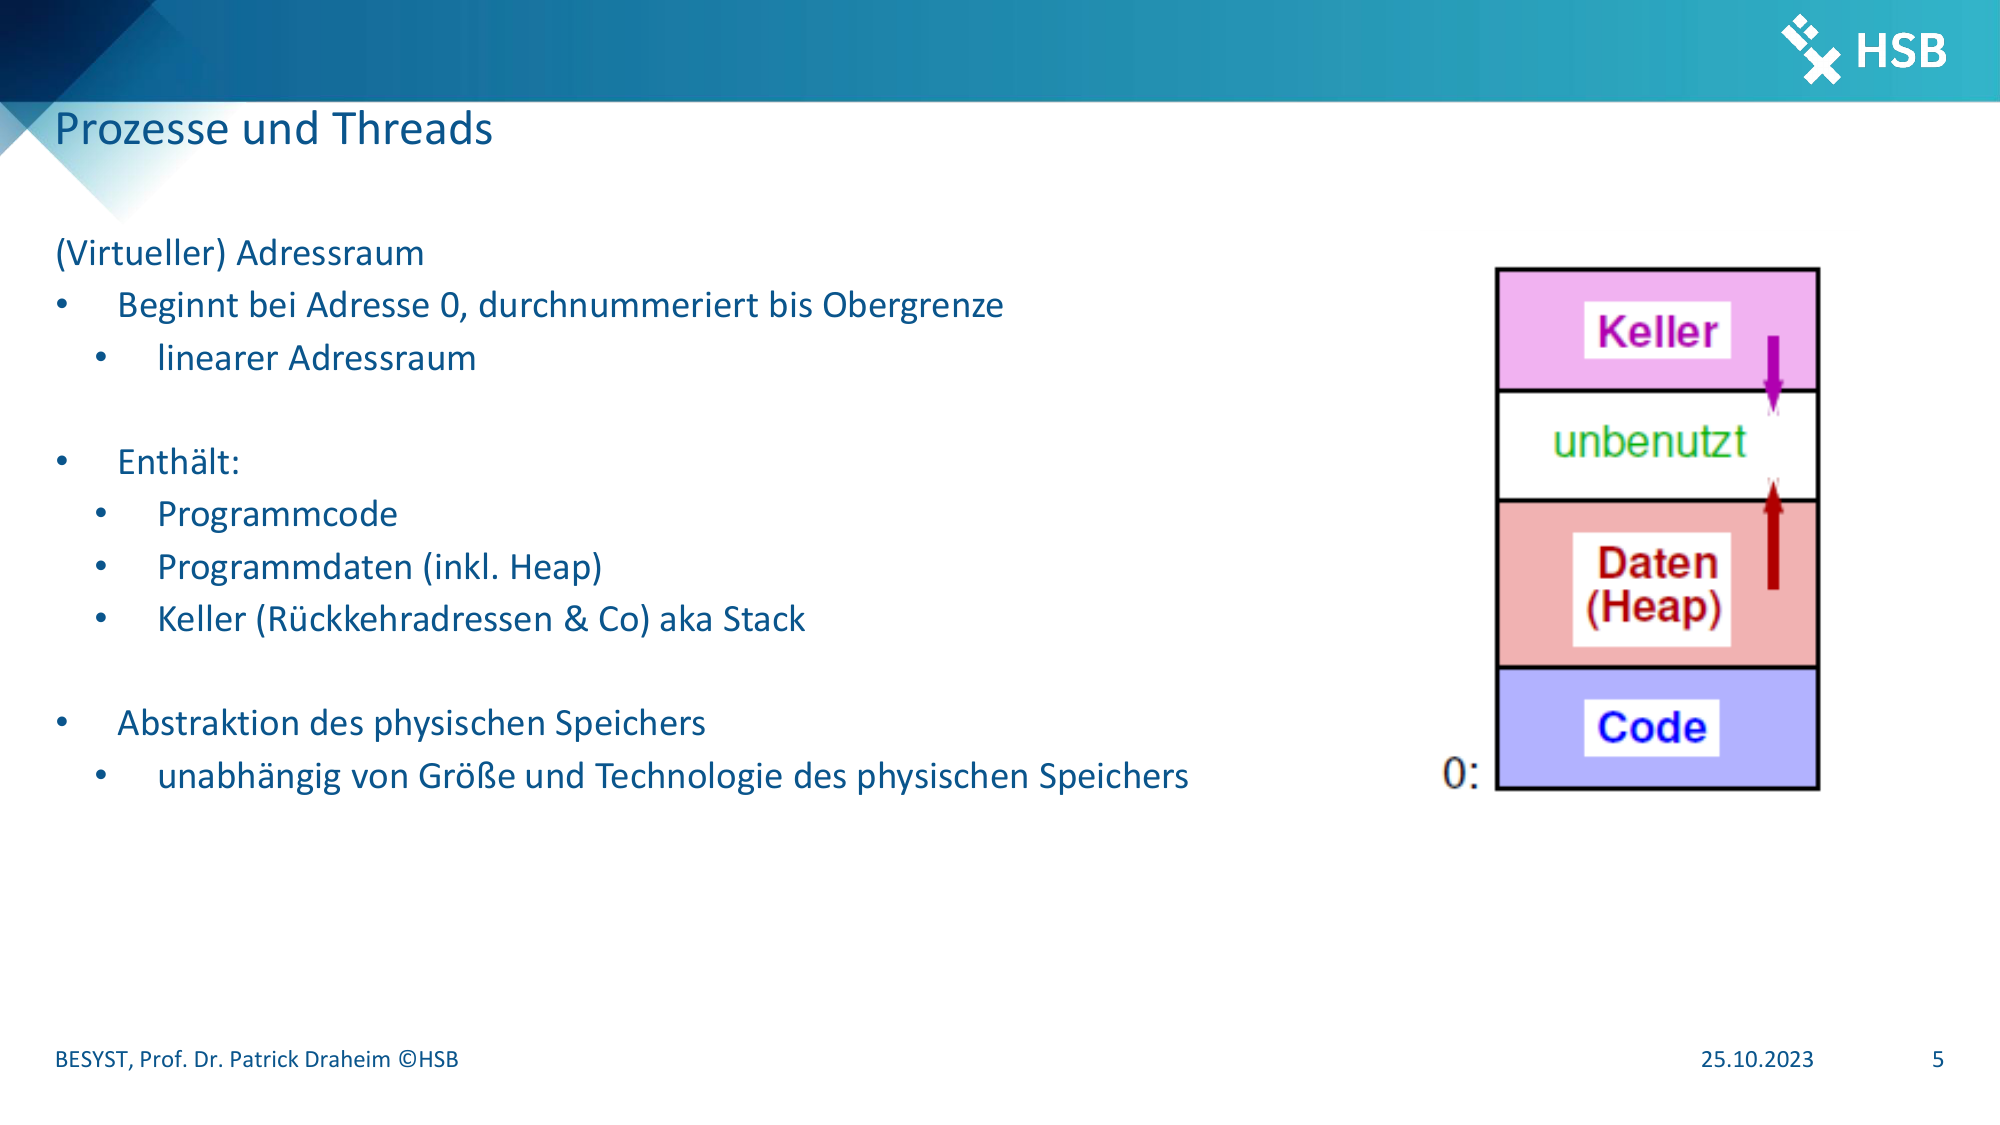 HSB
Prozesse und Threads
(Virtueller) Adressraum
• Beginnt bei Adresse 0, durchnummeriert bis Obergrenze
• linearer Adressraum
• Enthält:
• Programmcode
• Programmdaten (inkl. Heap)
• Keller (Rückkehradressen & Co) aka Stack
• Abstraktion des physischen Speichers
• unabhängig von Größe und Technologie des physischen Speichers
Keller
unbenutzt
Daten
(Heap)
Code
0:
BESYST, Prof. Dr. Patrick Draheim ©HSB
25.10.2023
5